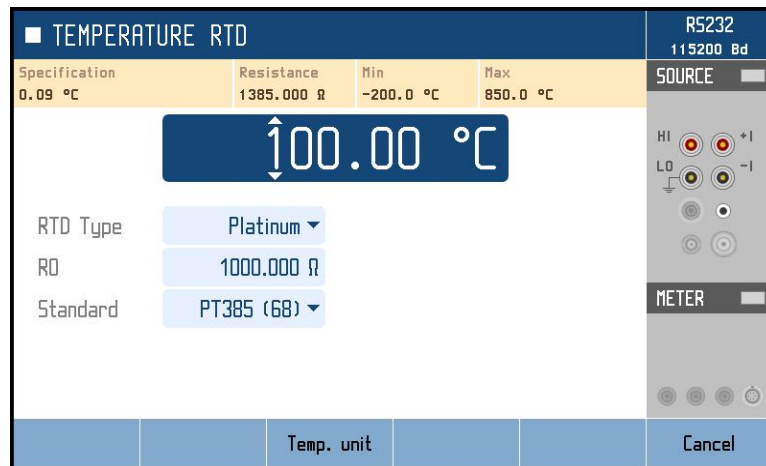 TEMPERATURE RTD
RS232
115200 Bd
Specification Resistance Min Max
0.09 °C 1385.000 Ω -200.0 °C 850.0 °C
SOURCE
100.00 °C
HI +I
LO -I
RTD Type Platinum
R0 1000.000 Ω
Standard PT385 (68)
METER
Temp. unit Cancel